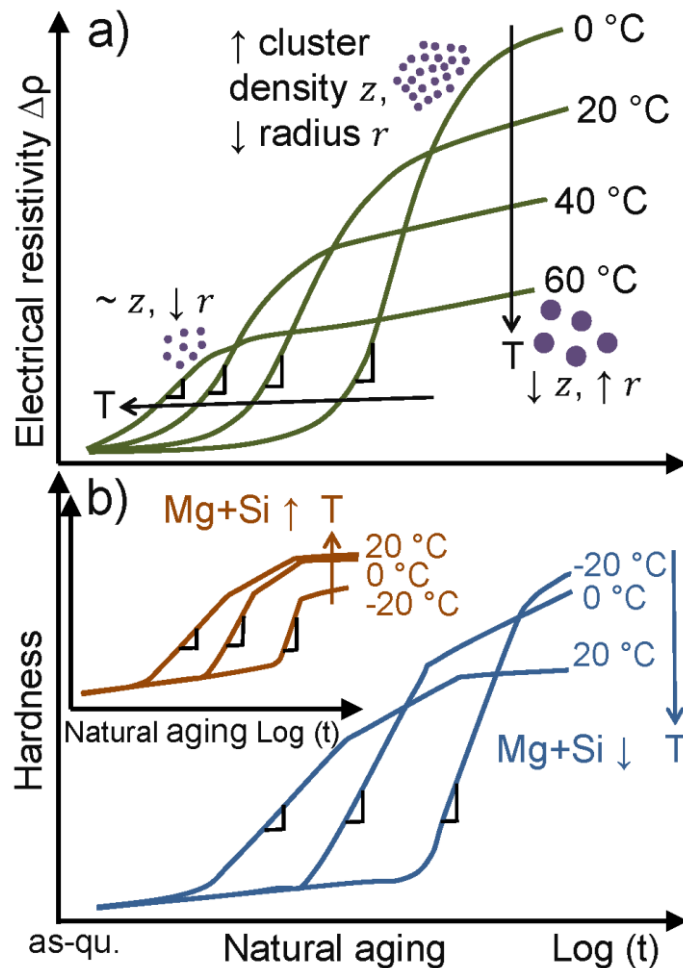 a)
↑ cluster
density z,
↓ radius r
0 °C
20 °C
40 °C
60 °C
~ z, ↓ r
T
T
↓ z, ↑ r
Electrical resistivity Δρ
b)
Mg+Si ↑ T
20 °C
0 °C
-20 °C
Natural aging Log (t)
-20 °C
0 °C
20 °C
Mg+Si ↓ T
Hardness
as-qu. Natural aging Log (t)